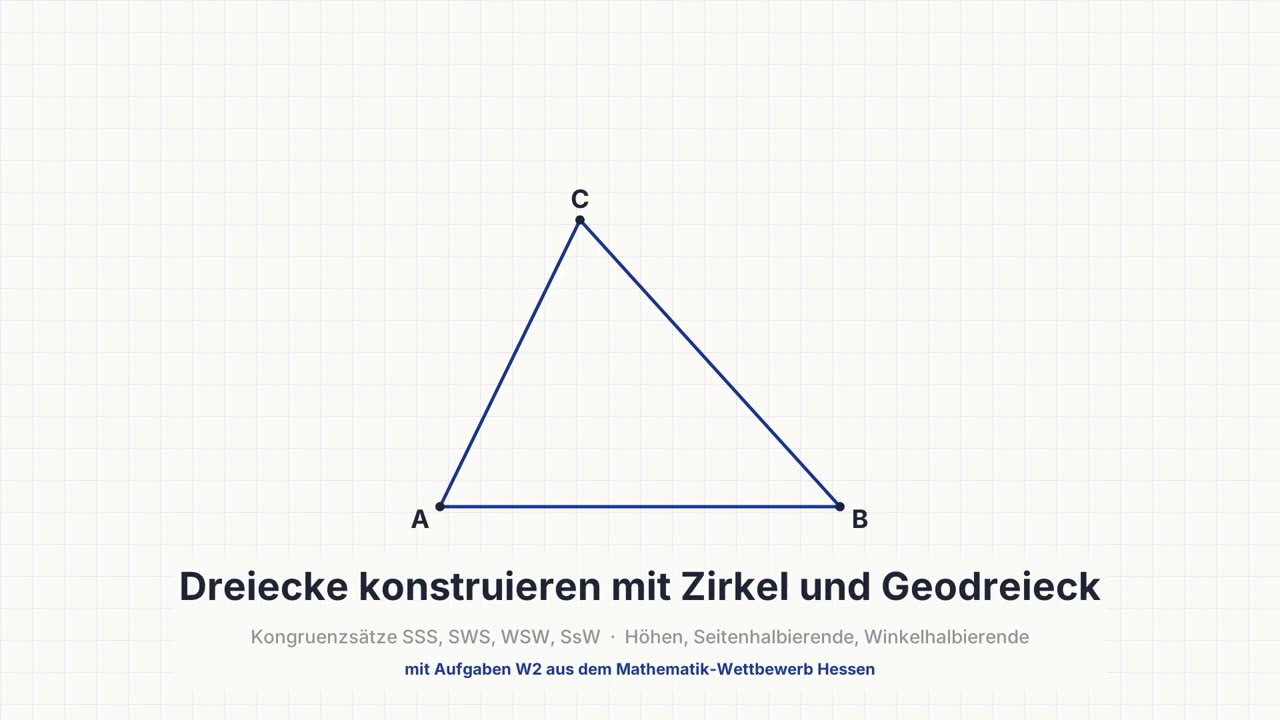 C
A
B
Dreiecke konstruieren mit Zirkel und Geodreieck
Kongruenzsätze SSS, SWS, WSW, SsW · Höhen, Seitenhalbierende, Winkelhalbierende
mit Aufgaben W2 aus dem Mathematik-Wettbewerb Hessen